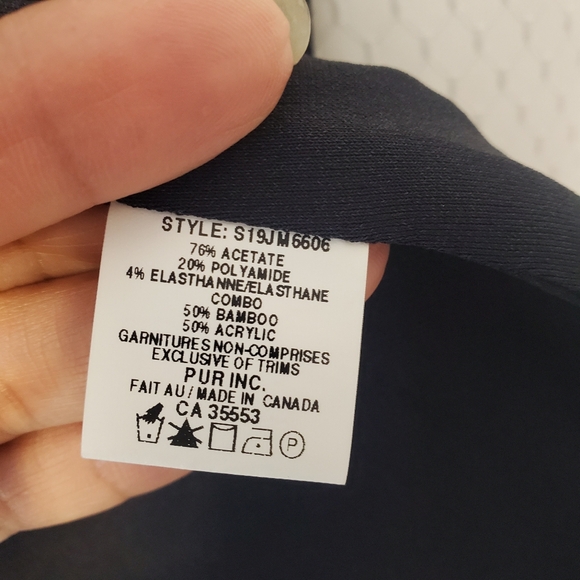 STYLE: S19JM6606
76% ACETATE
20% POLYAMIDE
4% ELASTHANNE/ELASTHANE
COMBO
50% BAMBOO
50% ACRYLIC
GARNITURES NON-COMPRISES
EXCLUSIVE OF TRIMS
PUR INC.
FAIT AU / MADE IN CANADA
CA 35553
P